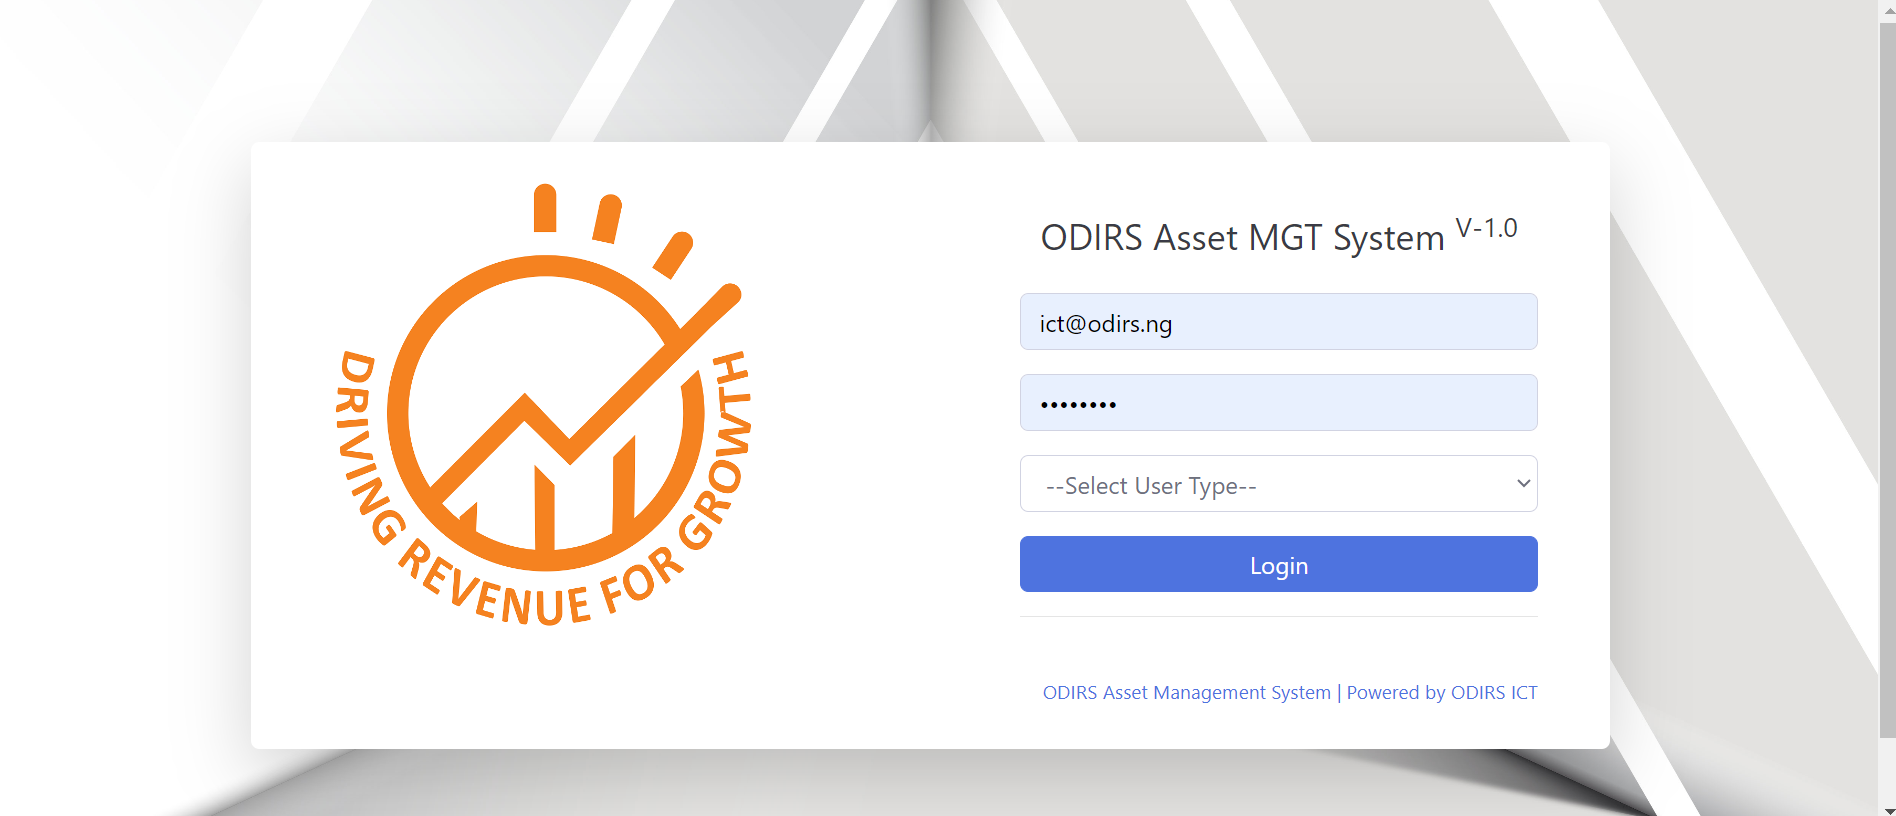 DRIVING REVENUE FOR GROWTH
ODIRS Asset MGT System V-1.0
ict@odirs.ng
••••••••
--Select User Type--
Login
ODIRS Asset Management System | Powered by ODIRS ICT